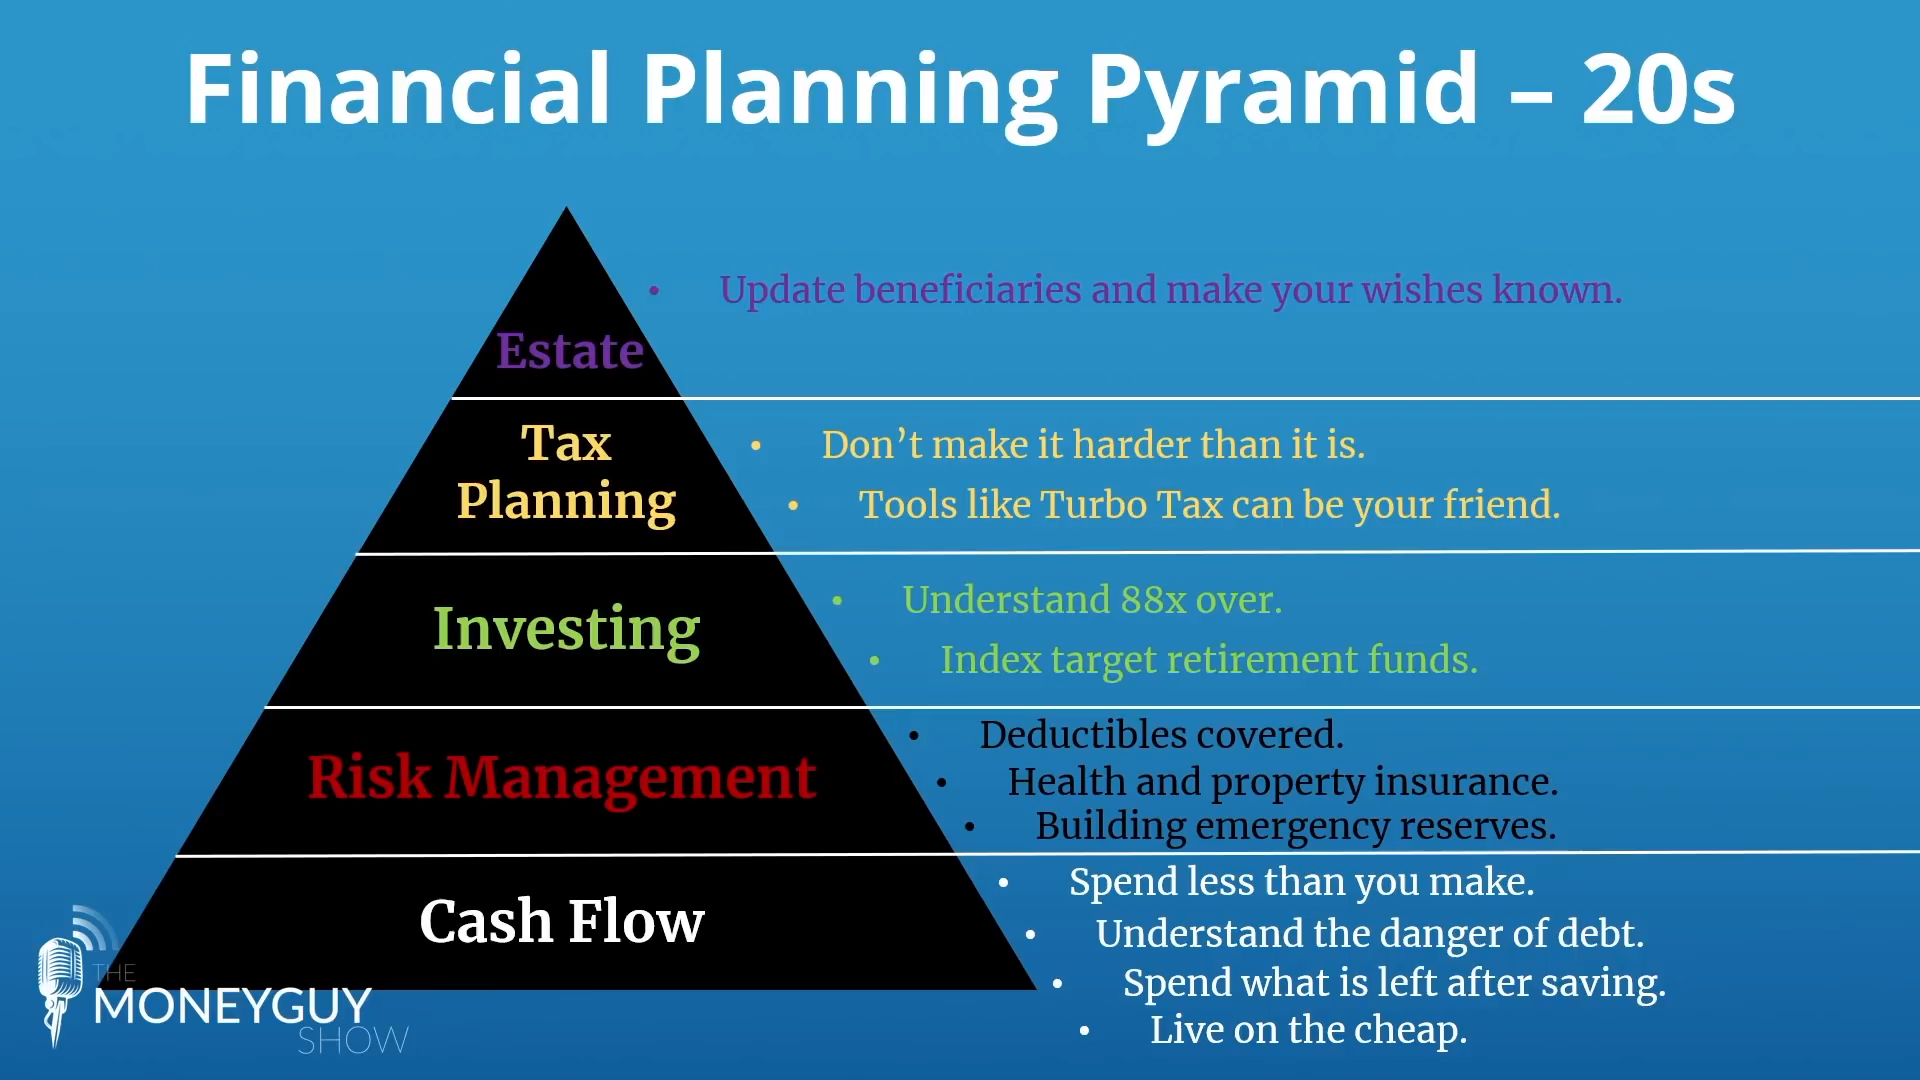 Financial Planning Pyramid – 20s
• Update beneficiaries and make your wishes known.
Estate
Tax
Planning
• Don’t make it harder than it is.
• Tools like Turbo Tax can be your friend.
Investing
• Understand 88x over.
• Index target retirement funds.
Risk Management
• Deductibles covered.
• Health and property insurance.
• Building emergency reserves.
Cash Flow
• Spend less than you make.
• Understand the danger of debt.
• Spend what is left after saving.
• Live on the cheap.
THE
MONEYGUY
SHOW